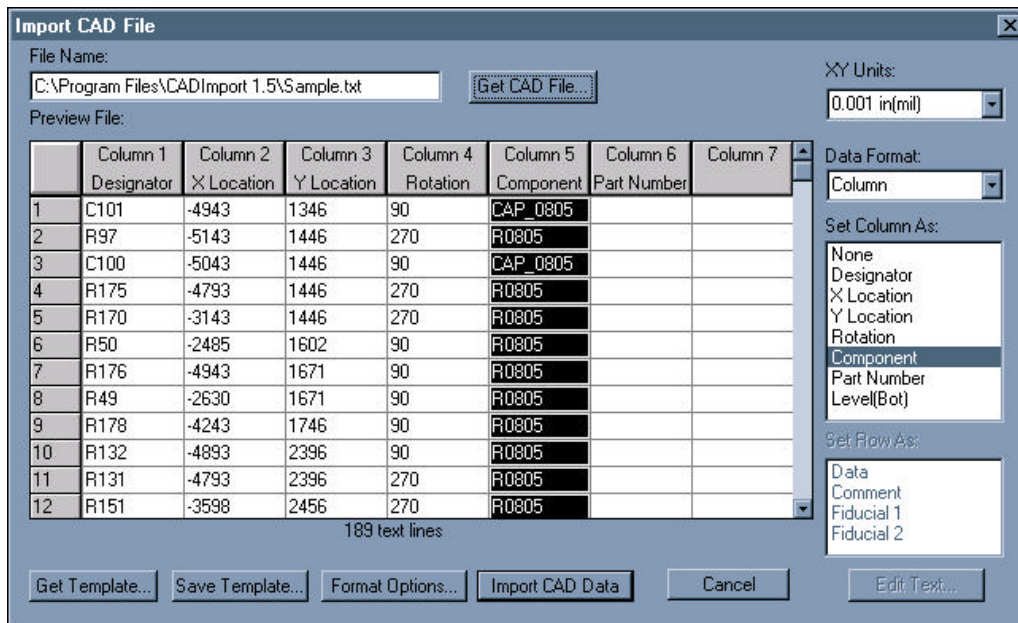 Import CAD File
File Name:
C:\Program Files\CADImport 1.5\Sample.txt
Get CAD File...
Preview File:
Column 1 Column 2 Column 3 Column 4 Column 5 Column 6 Column 7
Designator X Location Y Location Rotation Component Part Number
1 C101 -4943 1346 90 CAP_0805
2 R97 -5143 1446 270 R0805
3 C100 -5043 1446 90 CAP_0805
4 R175 -4793 1446 270 R0805
5 R170 -3143 1446 270 R0805
6 R50 -2485 1602 90 R0805
7 R176 -4943 1671 90 R0805
8 R49 -2630 1671 90 R0805
9 R178 -4243 1746 90 R0805
10 R132 -4893 2396 90 R0805
11 R131 -4793 2396 270 R0805
12 R151 -3598 2456 270 R0805
189 text lines
XY Units:
0.001 in(mil)
Data Format:
Column
Set Column As:
None
Designator
X Location
Y Location
Rotation
Component
Part Number
Level(Bot)
Set Row As:
Data
Comment
Fiducial 1
Fiducial 2
Get Template... Save Template... Format Options... Import CAD Data Cancel Edit Text...